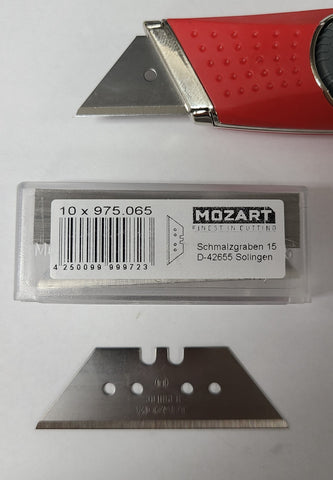 10 x 975.065
MOZART
FINEST IN CUTTING
Schmalzgraben 15
D-42655 Solingen
4 250099 999723